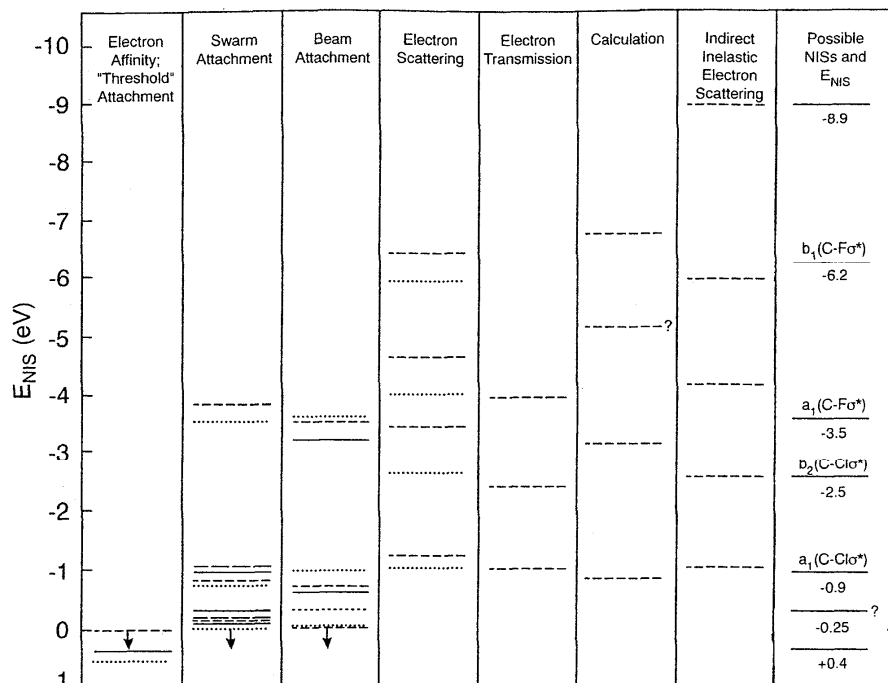 Electron
Affinity;
"Threshold"
Attachment
Swarm
Attachment
Beam
Attachment
Electron
Scattering
Electron
Transmission
Calculation
Indirect
Inelastic
Electron
Scattering
Possible
NISs and
E_NIS
E_NIS (eV)
-10
-9
-8
-7
-6
-5
-4
-3
-2
-1
0
1
?
-8.9
b₁(C-Fσ*)
-6.2
a₁(C-Fσ*)
-3.5
b₂(C-Clσ*)
-2.5
a₁(C-Clσ*)
-0.9
?
-0.25
+0.4